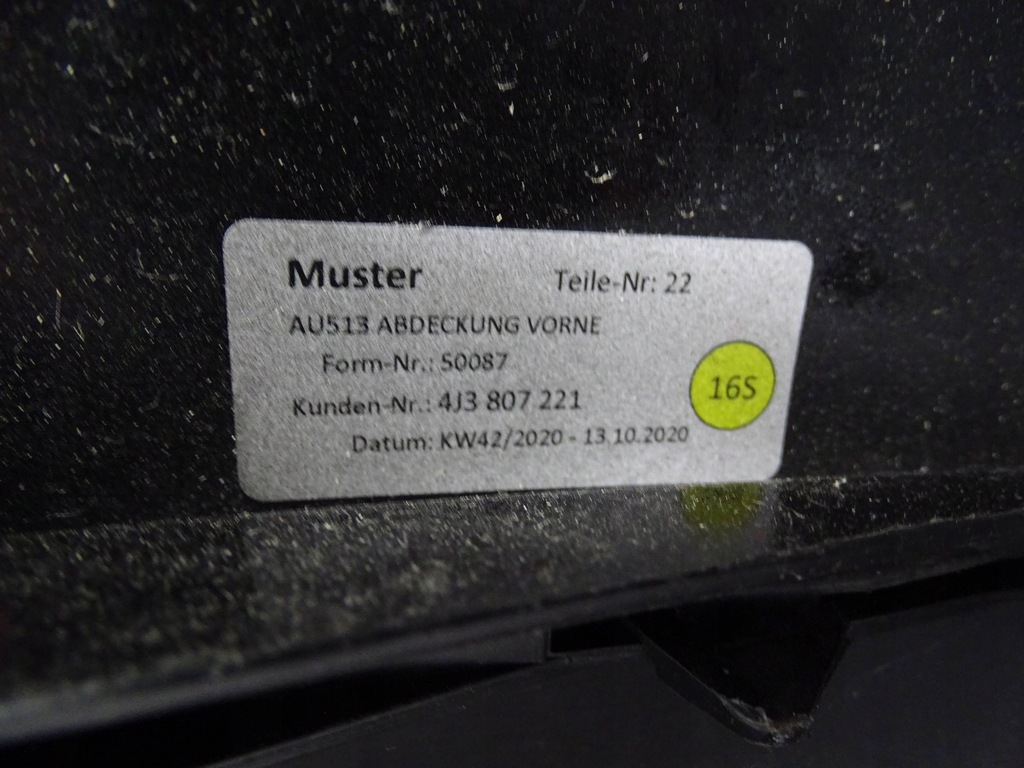 Muster Teile-Nr: 22
AU513 ABDECKUNG VORNE
Form-Nr.: 50087
16S
Kunden-Nr.: 4J3 807 221
Datum: KW42/2020 - 13.10.2020